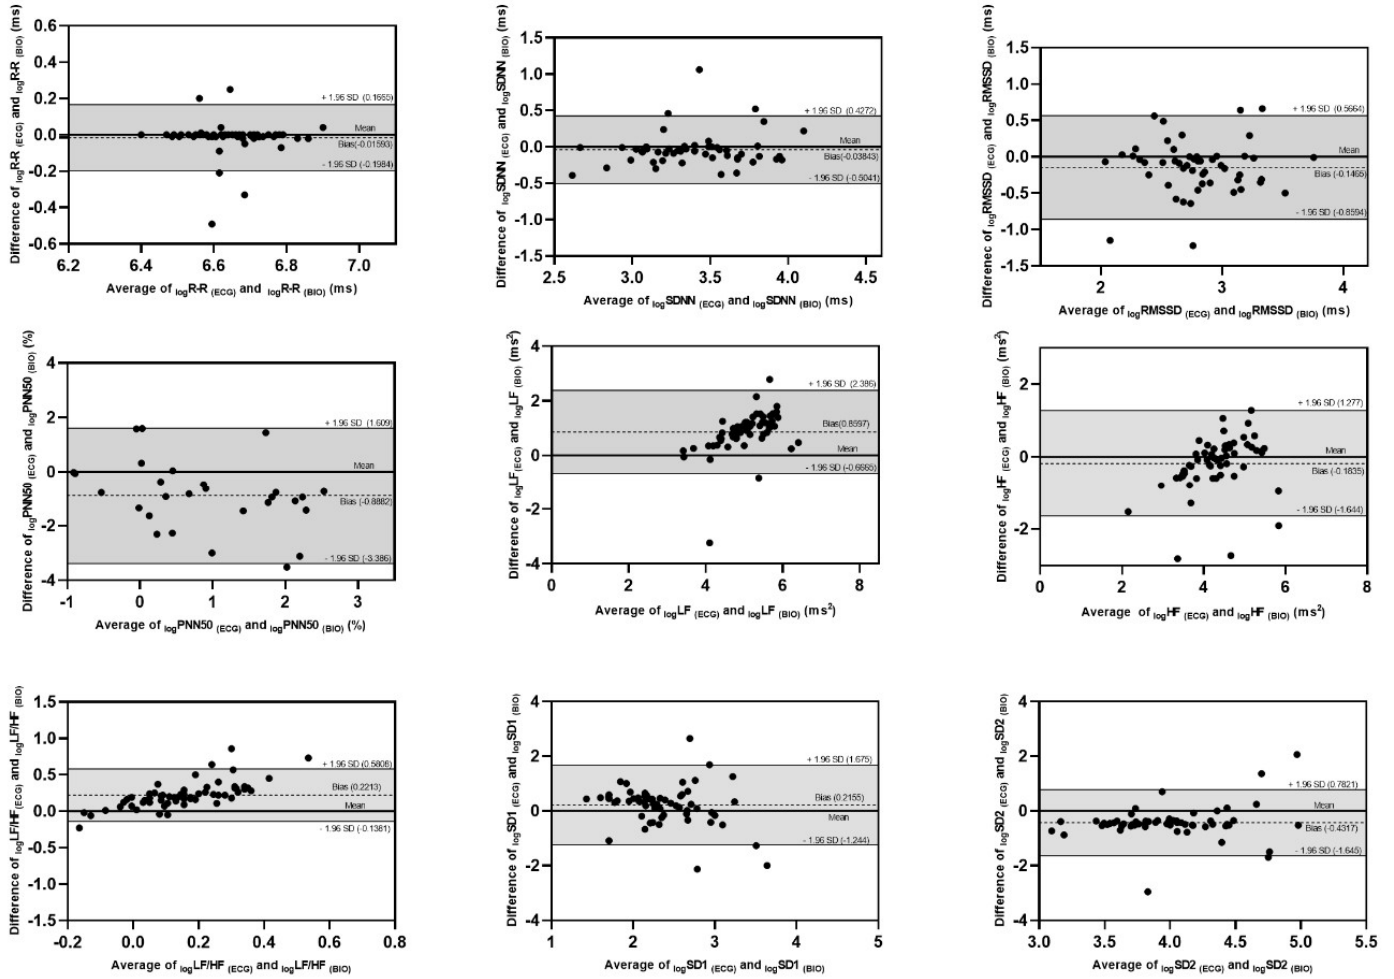 Difference of logR-R (ECG) and logR-R (BIO) (ms)
0.6
0.4
0.2
0.0
-0.2
-0.4
-0.6
+ 1.96 SD (0.1665)
Mean
Bias(-0.01593)
- 1.96 SD (-0.1984)
6.2 6.4 6.6 6.8 7.0
Average of logR-R (ECG) and logR-R (BIO) (ms)
Difference of logSDNN (ECG) and logSDNN (BIO) (ms)
1.5
1.0
0.5
0.0
-0.5
-1.0
-1.5
+ 1.96 SD (0.4272)
Mean
Bias(-0.03843)
- 1.96 SD (-0.5041)
2.5 3.0 3.5 4.0 4.5
Average of logSDNN (ECG) and logSDNN (BIO) (ms)
Differenec of logRMSSD (ECG) and logRMSSD (BIO) (ms)
1.5
1.0
0.5
0.0
-0.5
-1.0
-1.5
+ 1.96 SD (0.5664)
Mean
Bias (-0.1465)
- 1.96 SD (-0.8594)
2 3 4
Average of logRMSSD (ECG) and logRMSSD (BIO) (ms)
Difference of logPNN50 (ECG) and logPNN50 (BIO) (%)
4
2
0
-2
-4
+ 1.96 SD (1.609)
Mean
Bias (-0.8882)
- 1.96 SD (-3.386)
-1 0 1 2 3
Average of logPNN50 (ECG) and logPNN50 (BIO) (%)
Difference of logLF (ECG) and logLF (BIO) (ms2)
4
2
0
-2
-4
+ 1.96 SD (2.386)
Bias(0.8597)
Mean
- 1.96 SD (-0.6665)
0 2 4 6 8
Average of logLF (ECG) and logLF (BIO) (ms2)
Difference of logHF (ECG) and logHF (BIO) (ms2)
2
0
-2
+ 1.96 SD (1.277)
Mean
Bias (-0.1835)
- 1.96 SD (-1.644)
0 2 4 6 8
Average of logHF (ECG) and logHF (BIO) (ms2)
Difference of logLF/HF (ECG) and logLF/HF (BIO)
1.5
1.0
0.5
0.0
-0.5
-1.0
-1.5
+ 1.96 SD (0.5808)
Bias (0.2213)
Mean
- 1.96 SD (-0.1381)
-0.2 0.0 0.2 0.4 0.6 0.8
Average of logLF/HF (ECG) and logLF/HF (BIO)
Difference of logSD1 (ECG) and logSD1 (BIO)
4
2
0
-2
-4
+ 1.96 SD (1.675)
Bias (0.2155)
Mean
- 1.96 SD (-1.244)
1 2 3 4 5
Average of logSD1 (ECG) and logSD1 (BIO)
Difference of logSD2 (ECG) and logSD2 (BIO)
4
2
0
-2
-4
+ 1.96 SD (0.7821)
Mean
Bias (-0.4317)
- 1.96 SD (-1.645)
3.0 3.5 4.0 4.5 5.0 5.5
Average of logSD2 (ECG) and logSD2 (BIO)